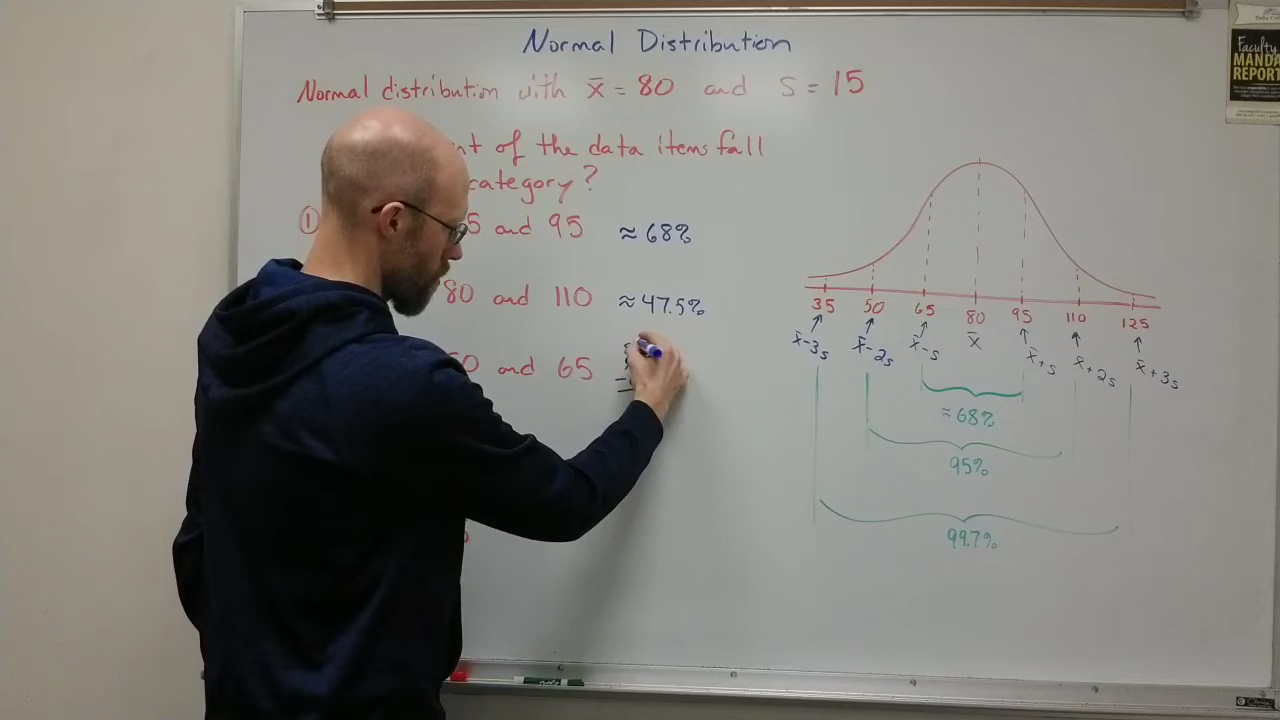 Normal Distribution
Normal distribution with x̄ = 80 and S = 15
of the data items fall
category?
① 5 and 95 ≈ 68%
80 and 110 ≈ 47.5%
and 65
35 50 65 80 95 110 125
x̄-3s x̄-2s x̄-s x̄ x̄+s x̄+2s x̄+3s
≈68%
95%
99.7%
Faculty
MANDA
REPORT